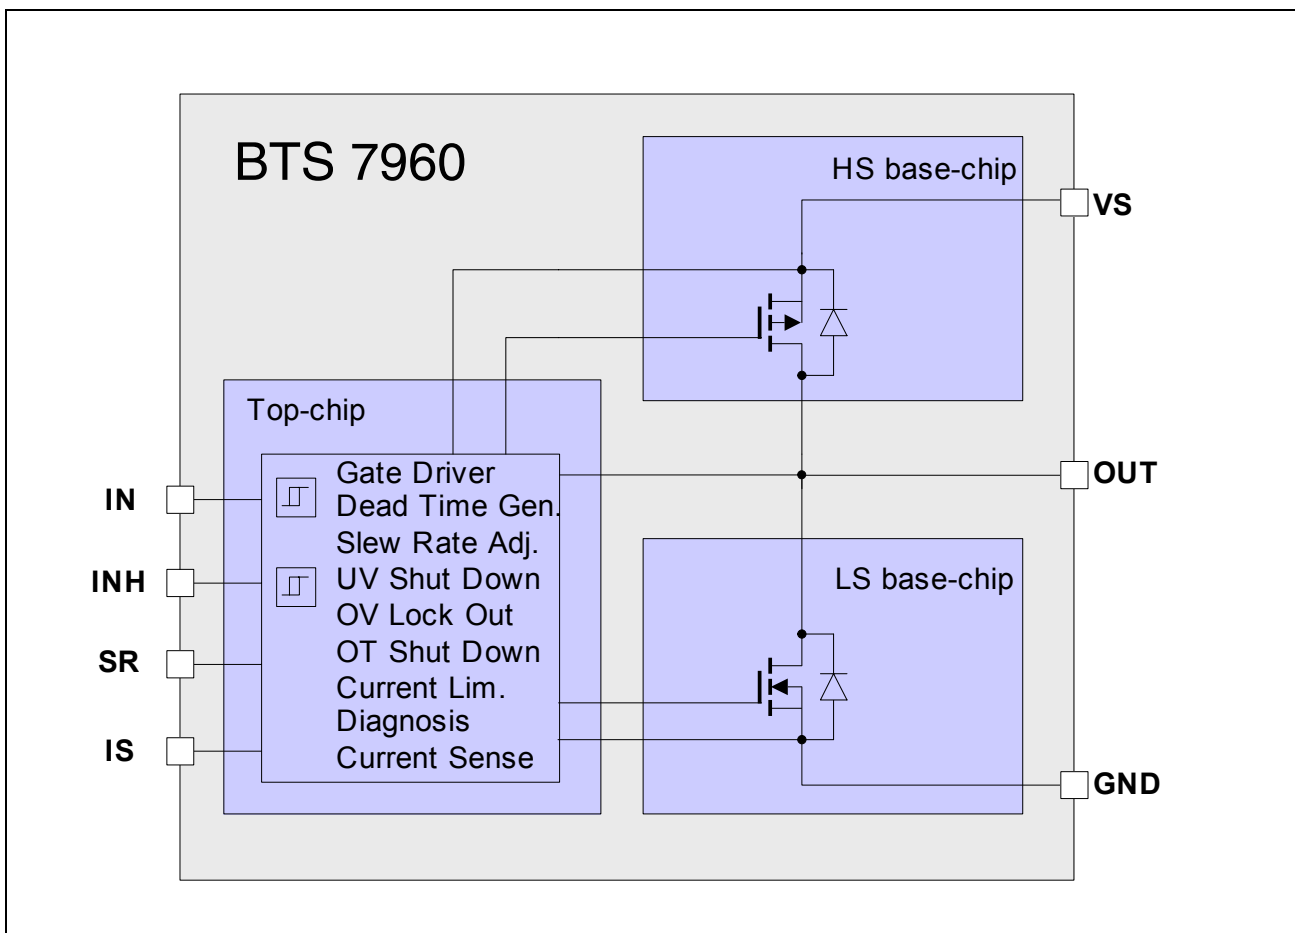 BTS 7960
HS base-chip
VS
Top-chip
Gate Driver
Dead Time Gen.
Slew Rate Adj.
UV Shut Down
OV Lock Out
OT Shut Down
Current Lim.
Diagnosis
Current Sense
IN
INH
SR
IS
OUT
LS base-chip
GND